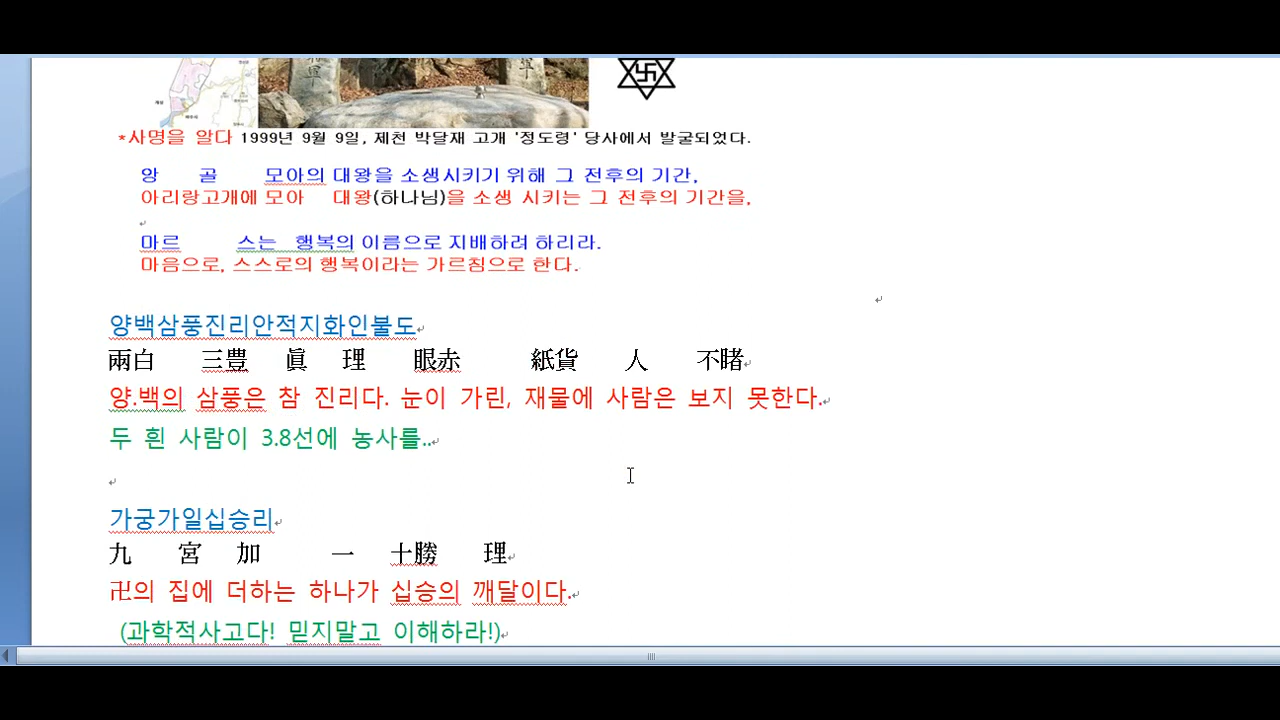 *사명을 알다 1999년 9월 9일, 제천 박달재 고개 '정도령' 당사에서 발굴되었다.
앙 골 모아의 대왕을 소생시키기 위해 그 전후의 기간,
아리랑고개에 모아 대왕(하나님)을 소생 시키는 그 전후의 기간을,
마르 스는 행복의 이름으로 지배하려 하리라.
마음으로, 스스로의 행복이라는 가르침으로 한다.
양백삼풍진리안적지화인불도
兩白 三豊 眞 理 眼赤 紙貨 人 不睹
양.백의 삼풍은 참 진리다. 눈이 가린, 재물에 사람은 보지 못한다.
두 흰 사람이 3.8선에 농사를..
가궁가일십승리
九 宮 加 一 十勝 理
卍의 집에 더하는 하나가 십승의 깨달이다.
(과학적사고다! 믿지말고 이해하라!)